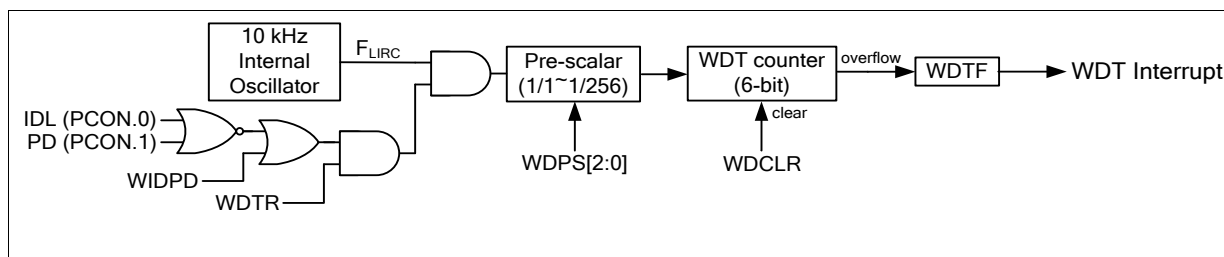 10 kHz
Internal
Oscillator
FLIRC
Pre-scalar
(1/1~1/256)
WDT counter
(6-bit)
overflow
WDTF
WDT Interrupt
clear
IDL (PCON.0)
PD (PCON.1)
WIDPD
WDTR
WDPS[2:0]
WDCLR